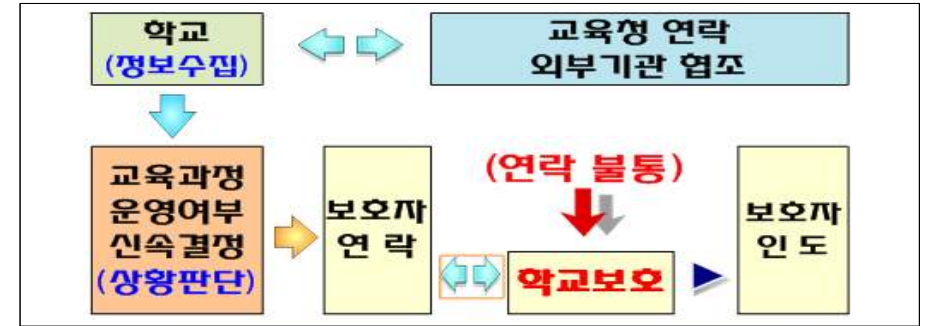 학교
(정보수집)
교육청 연락
외부기관 협조
교육과정
운영여부
신속결정
(상황판단)
보호자
연 락
(연락 불통)
학교보호
보호자
인 도